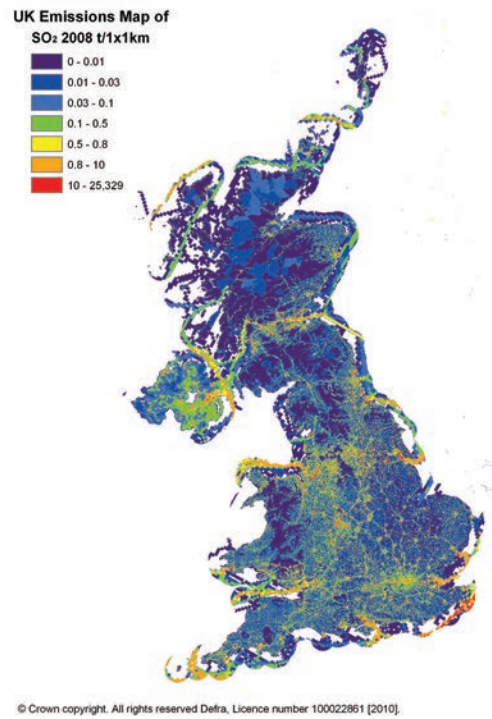 UK Emissions Map of
SO₂ 2008 t/1x1km
0 - 0.01
0.01 - 0.03
0.03 - 0.1
0.1 - 0.5
0.5 - 0.8
0.8 - 10
10 - 25,329
© Crown copyright. All rights reserved Defra, Licence number 100022861 [2010].